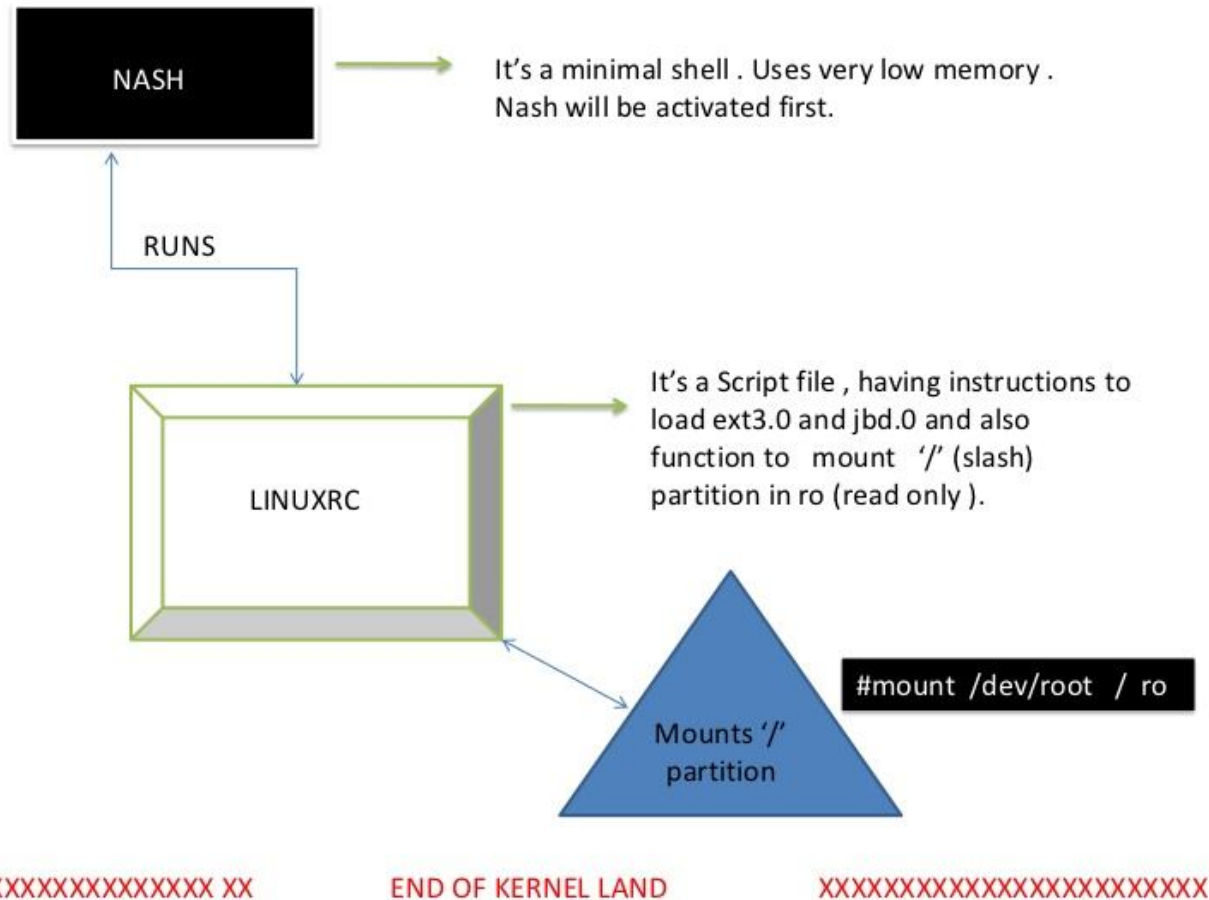 NASH
It’s a minimal shell . Uses very low memory .
Nash will be activated first.
RUNS
It’s a Script file , having instructions to
load ext3.0 and jbd.0 and also
function to mount ‘/’ (slash)
partition in ro (read only ).
LINUXRC
#mount /dev/root / ro
Mounts ‘/’
partition
XXXXXXXXXXXXXX XX END OF KERNEL LAND XXXXXXXXXXXXXXXXXXXXXXXX